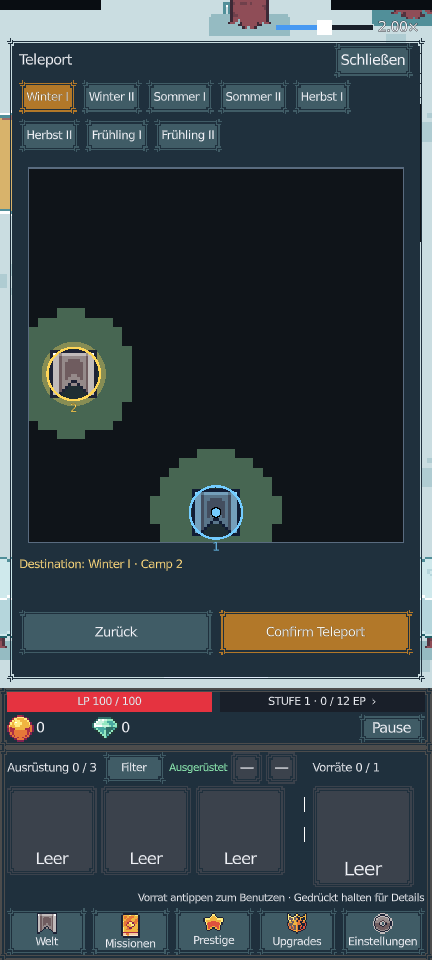 2.00×
Teleport
Schließen
Winter I
Winter II
Sommer I
Sommer II
Herbst I
Herbst II
Frühling I
Frühling II
2
1
Destination: Winter I · Camp 2
Zurück
Confirm Teleport
LP 100 / 100
STUFE 1 · 0 / 12 EP ›
0
0
Pause
Ausrüstung 0 / 3
Filter
Ausgerüstet
—
—
Vorräte 0 / 1
Leer
Leer
Leer
Leer
Vorrat antippen zum Benutzen · Gedrückt halten für Details
Welt
Missionen
Prestige
Upgrades
Einstellungen